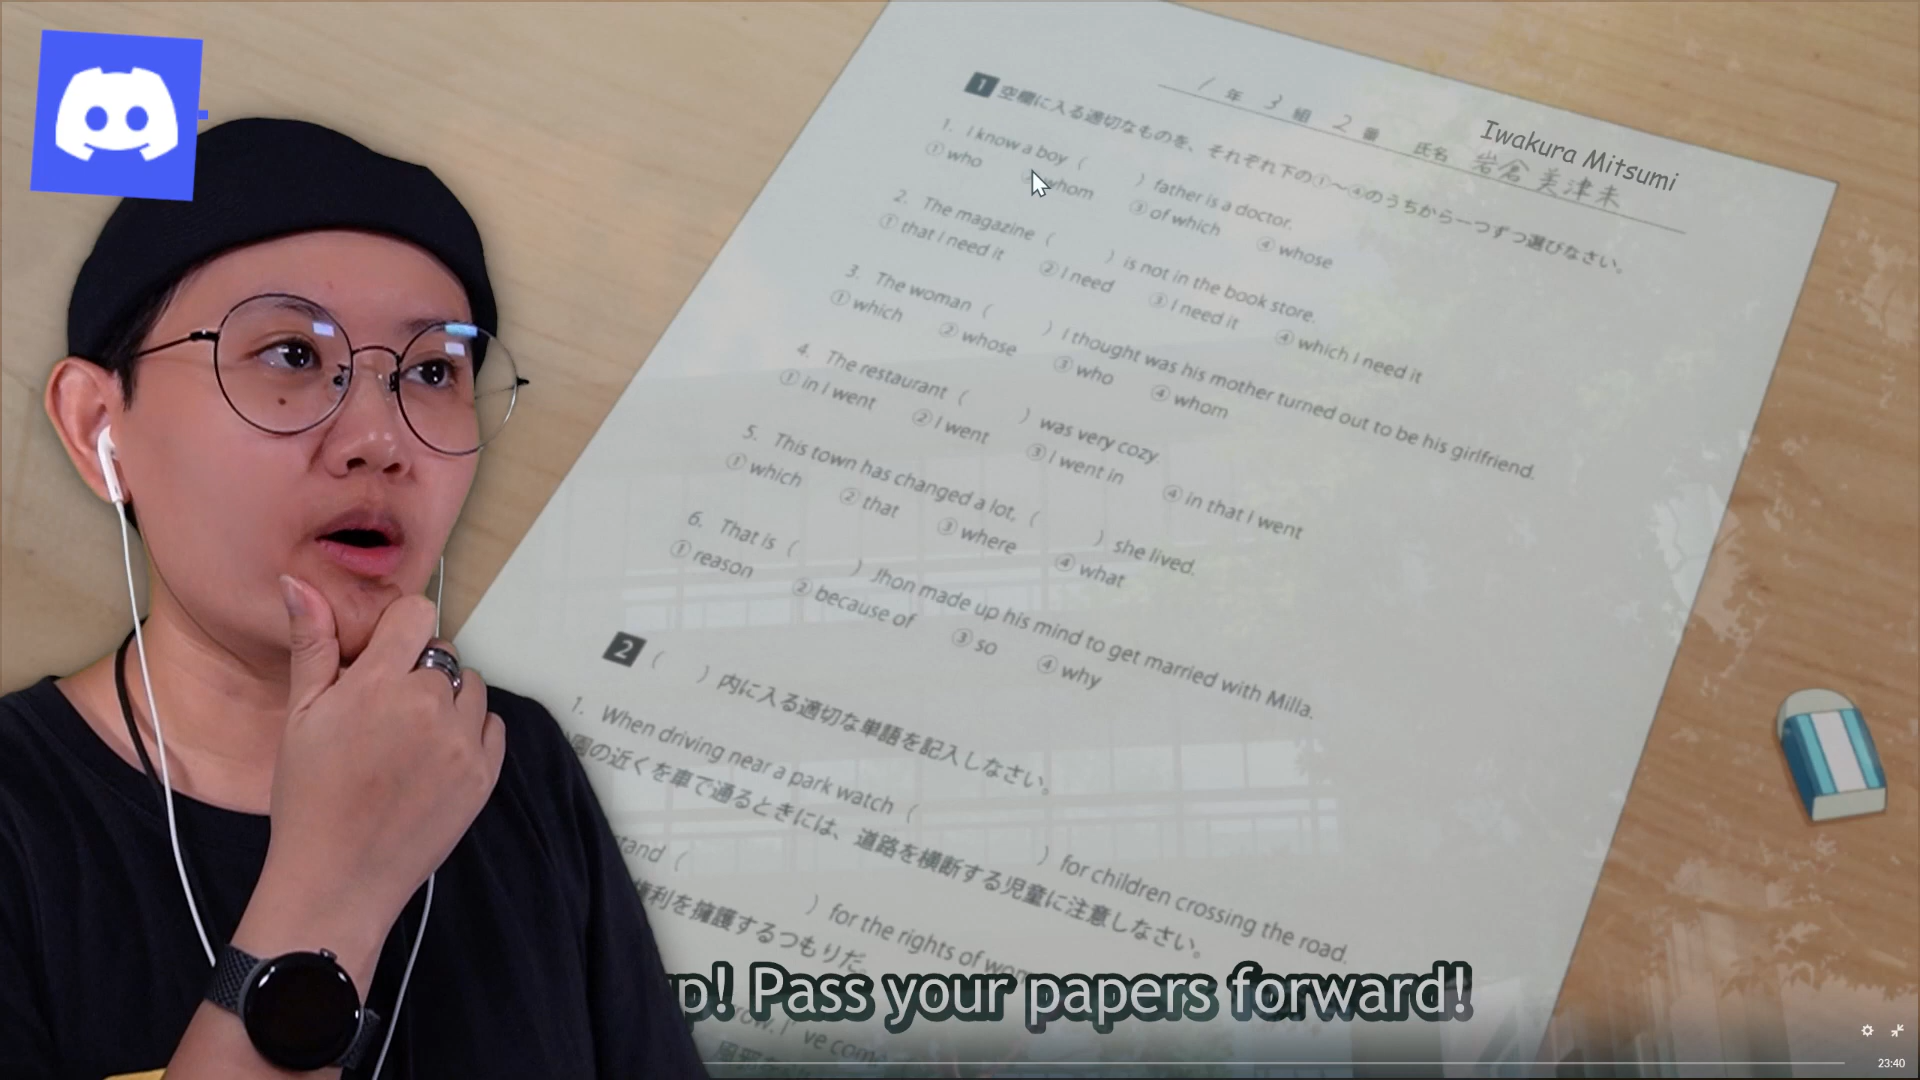 1年3組2番 氏名 岩倉美津未
Iwakura Mitsumi
1 空欄に入る適切なものを、それぞれ下の①〜④のうちから一つずつ選びなさい。
1. I know a boy ( ) father is a doctor.
① who ② whom ③ of which ④ whose
2. The magazine ( ) is not in the book store.
① that I need it ② I need ③ I need it ④ which I need it
3. The woman ( ) I thought was his mother turned out to be his girlfriend.
① which ② whose ③ who ④ whom
4. The restaurant ( ) was very cozy.
① in I went ② I went ③ I went in ④ in that I went
5. This town has changed a lot, ( ) she lived.
① which ② that ③ where ④ what
6. That is ( ) Jhon made up his mind to get married with Milla.
① reason ② because of ③ so ④ why
2 ( )内に入る適切な単語を記入しなさい。
1. When driving near a park watch ( ) for children crossing the road.
園の近くを車で通るときには、道路を横断する児童に注意しなさい。
stand ( ) for the rights of wom
権利を擁護するつもりだ。
row, I've come
up! Pass your papers forward!
23:40